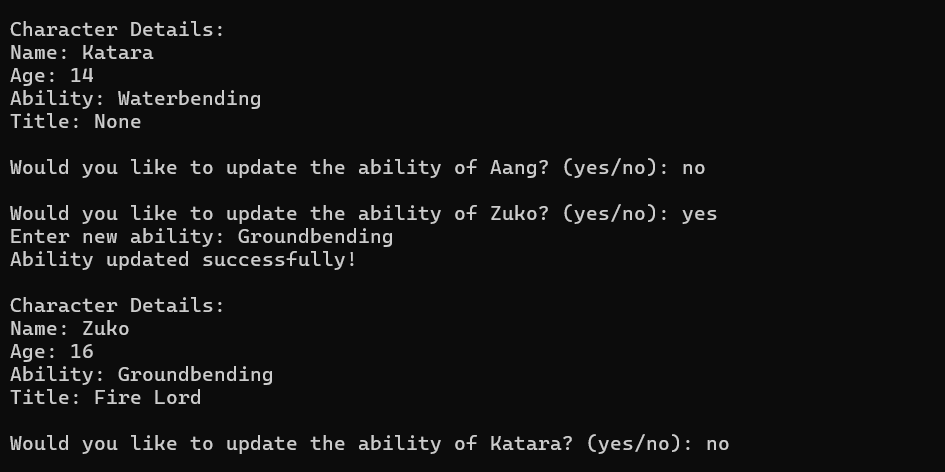 Character Details:
Name: Katara
Age: 14
Ability: Waterbending
Title: None
Would you like to update the ability of Aang? (yes/no): no
Would you like to update the ability of Zuko? (yes/no): yes
Enter new ability: Groundbending
Ability updated successfully!
Character Details:
Name: Zuko
Age: 16
Ability: Groundbending
Title: Fire Lord
Would you like to update the ability of Katara? (yes/no): no